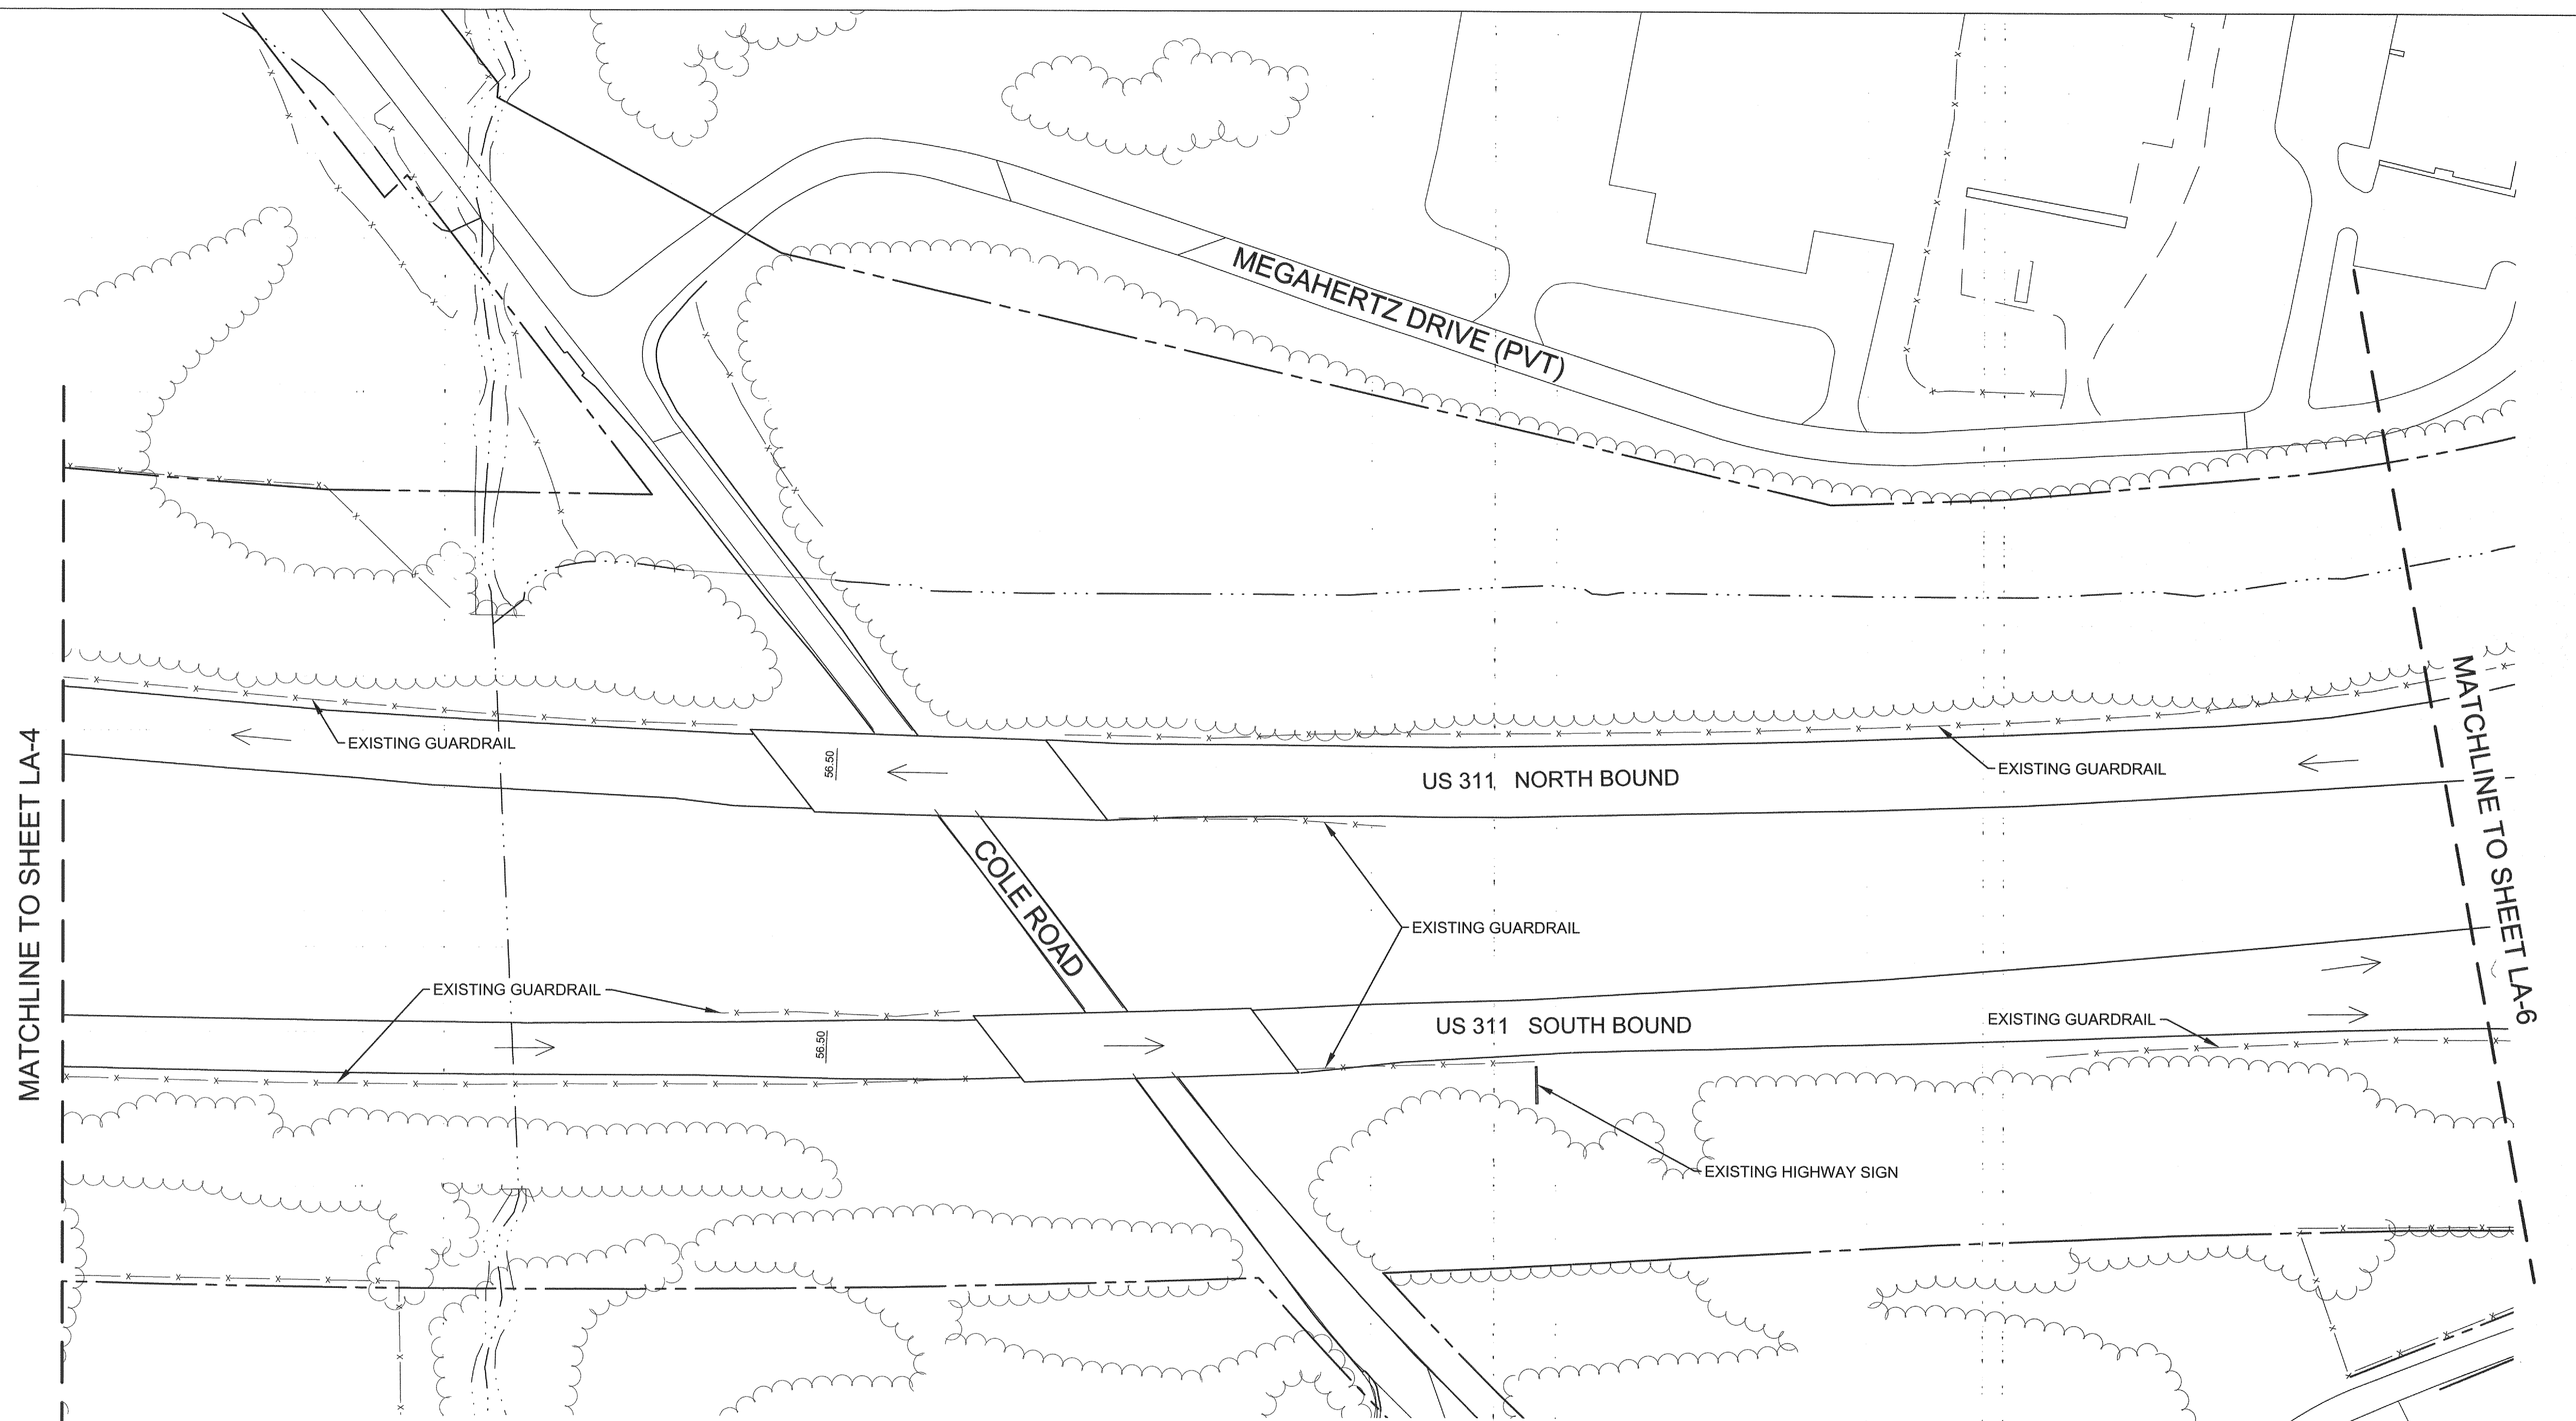 MEGAHERTZ DRIVE (PVT)
MATCHLINE TO SHEET LA-4
EXISTING GUARDRAIL
56.50
US 311 NORTH BOUND
EXISTING GUARDRAIL
MATCHLINE TO SHEET LA-6
COLE ROAD
EXISTING GUARDRAIL
EXISTING GUARDRAIL
56.50
US 311 SOUTH BOUND
EXISTING GUARDRAIL
EXISTING HIGHWAY SIGN